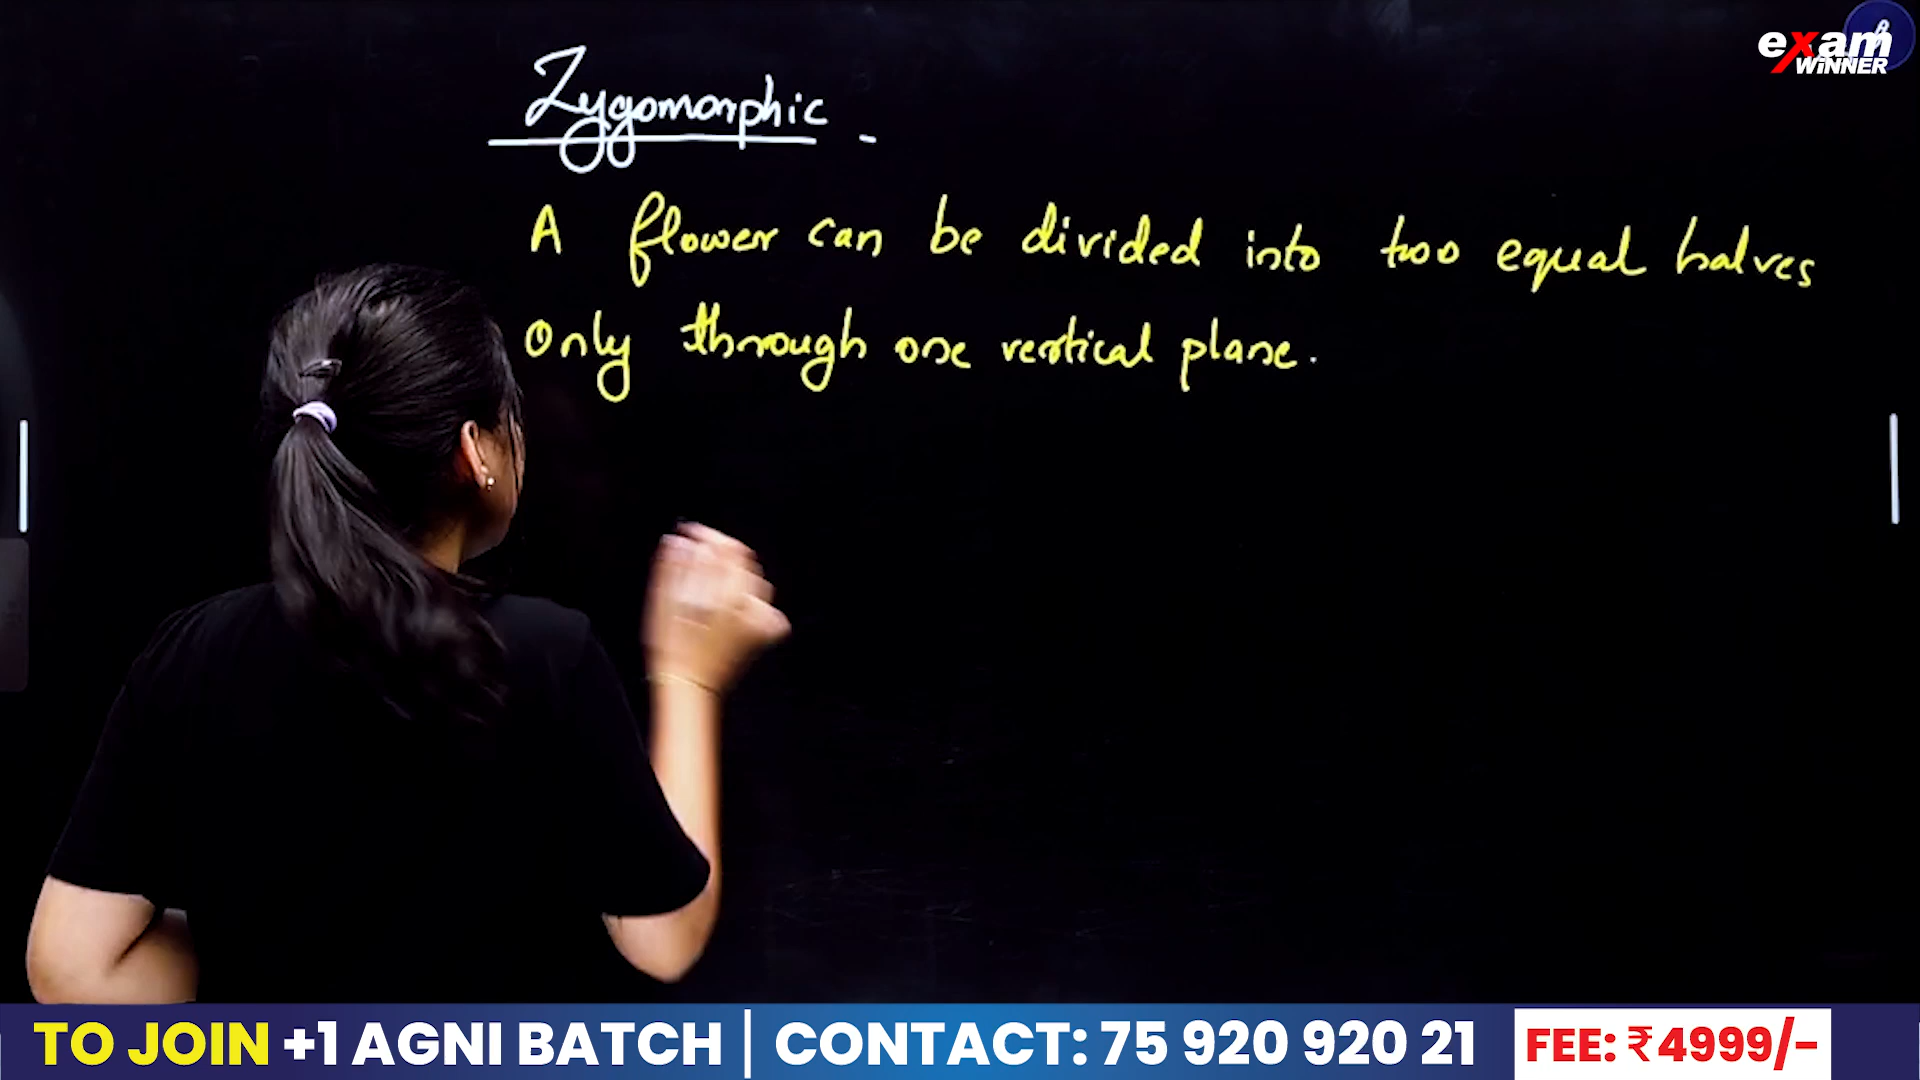 exam
WiNNER
Zygomorphic -
A flower can be divided into two equal halves
Only through one vertical plane.
TO JOIN +1 AGNI BATCH | CONTACT: 75 920 920 21 FEE: ₹4999/-